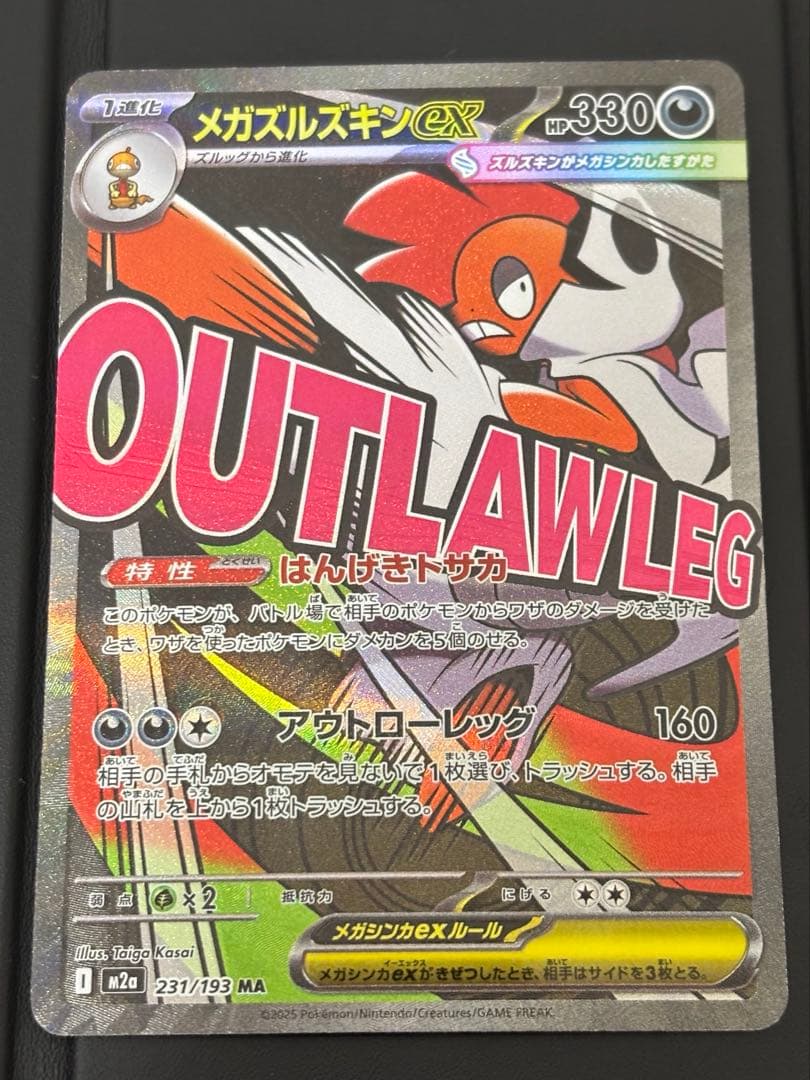 1進化
メガズルズキンex
HP330
ズルッグから進化
ズルズキンがメガシンカしたすがた
OUTLAW LEG
特性 とくせい はんげきトサカ
このポケモンが、バトル場で相手のポケモンからワザのダメージを受けた
とき、ワザを使ったポケモンにダメカンを5個のせる。
アウトローレッグ 160
相手の手札からオモテを見ないで1枚選び、トラッシュする。相手
の山札を上から1枚トラッシュする。
弱点 ×2 抵抗力 にげる
メガシンカexルール
メガシンカexがきぜつしたとき、相手はサイドを3枚とる。
Illus. Taiga Kasai
I m2a 231/193 MA
©2025 Pokémon/Nintendo/Creatures/GAME FREAK.